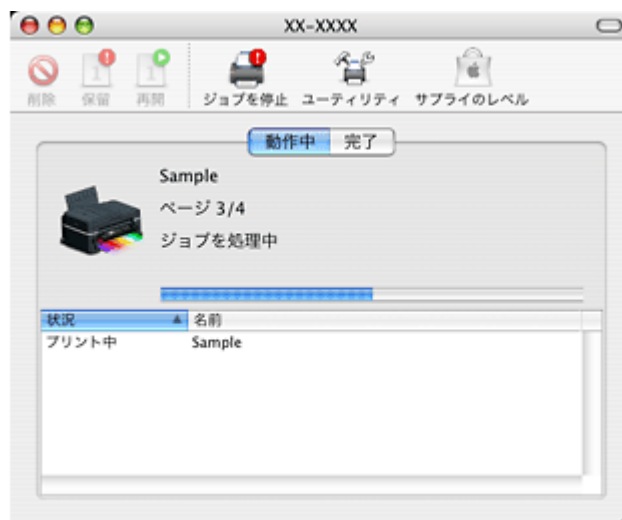 XX-XXXX
削除 保留 再開 ジョブを停止 ユーティリティ サプライのレベル
動作中 完了
Sample
ページ 3/4
ジョブを処理中
状況 名前
プリント中 Sample